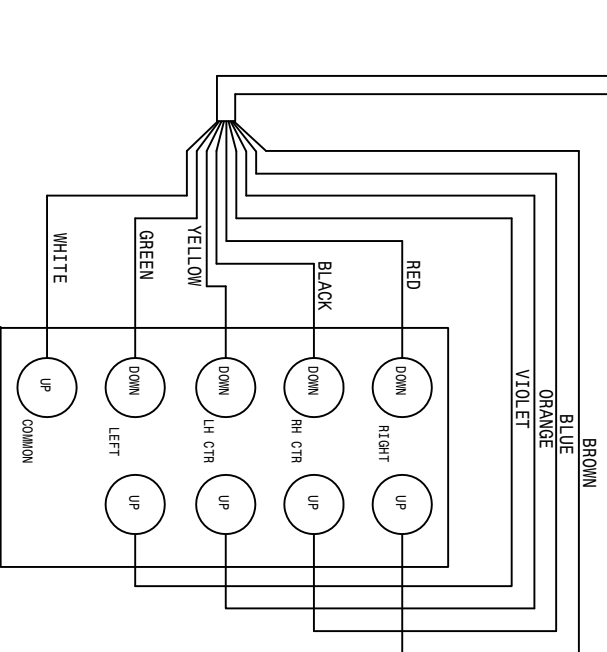 WHITE
GREEN
YELLOW
BLACK
RED
VIOLET
ORANGE
BLUE
BROWN
UP
DOWN
DOWN
DOWN
DOWN
COMMON
LEFT
LH CTR
RH CTR
RIGHT
UP
UP
UP
UP